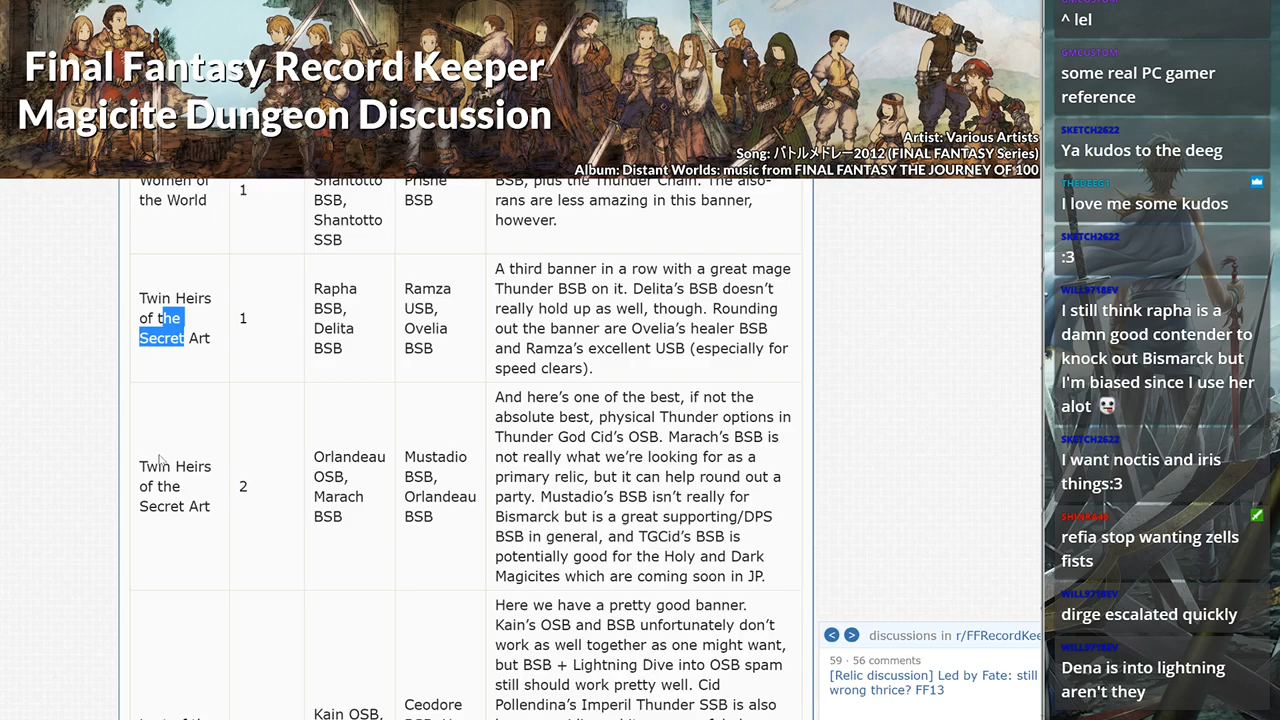 Final Fantasy Record Keeper
Magicite Dungeon Discussion
Artist: Various Artists
Song: バトルメドレー2012 (FINAL FANTASY Series)
Album: Distant Worlds: music from FINAL FANTASY THE JOURNEY OF 100
Women of
the World
1
Shantotto
BSB,
Shantotto
SSB
Prishe
BSB
BSB, plus the Thunder Chain. The also-
rans are less amazing in this banner,
however.
Twin Heirs
of the
Secret Art
1
Rapha
BSB,
Delita
BSB
Ramza
USB,
Ovelia
BSB
A third banner in a row with a great mage
Thunder BSB on it. Delita's BSB doesn't
really hold up as well, though. Rounding
out the banner are Ovelia's healer BSB
and Ramza's excellent USB (especially for
speed clears).
Twin Heirs
of the
Secret Art
2
Orlandeau
OSB,
Marach
BSB
Mustadio
BSB,
Orlandeau
BSB
And here's one of the best, if not the
absolute best, physical Thunder options in
Thunder God Cid's OSB. Marach's BSB is
not really what we're looking for as a
primary relic, but it can help round out a
party. Mustadio's BSB isn't really for
Bismarck but is a great supporting/DPS
BSB in general, and TGCid's BSB is
potentially good for the Holy and Dark
Magicites which are coming soon in JP.
Kain OSB,
Ceodore
Here we have a pretty good banner.
Kain's OSB and BSB unfortunately don't
work as well together as one might want,
but BSB + Lightning Dive into OSB spam
still should work pretty well. Cid
Pollendina's Imperil Thunder SSB is also
< > discussions in r/FFRecordKee
59 · 56 comments
[Relic discussion] Led by Fate: still
wrong thrice? FF13
^ lel
GMCUSTOM
some real PC gamer
reference
SKETCH2622
Ya kudos to the deeg
THEDEEG1
I love me some kudos
SKETCH2622
:3
WILL9718EV
I still think rapha is a
damn good contender to
knock out Bismarck but
I'm biased since I use her
alot
SKETCH2622
I want noctis and iris
things:3
refia stop wanting zells
fists
WILL9718EV
dirge escalated quickly
WILL9718EV
Dena is into lightning
aren't they